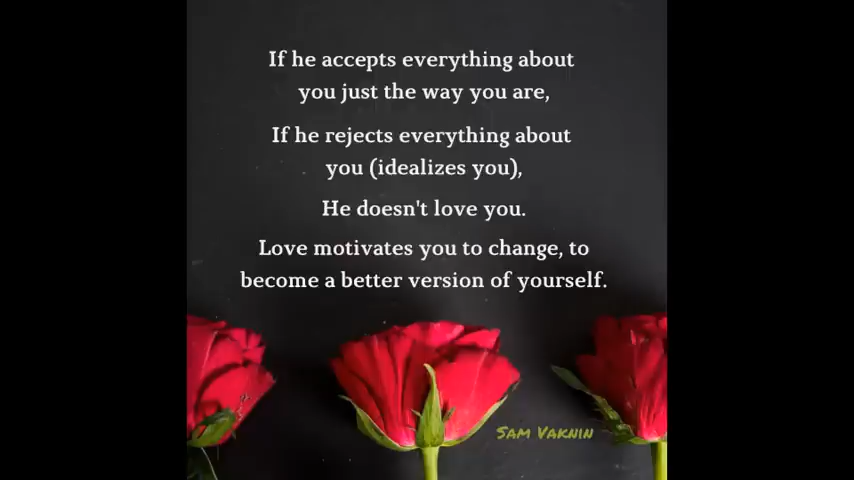 If he accepts everything about
you just the way you are,
If he rejects everything about
you (idealizes you),
He doesn't love you.
Love motivates you to change, to
become a better version of yourself.
Sam Vaknin